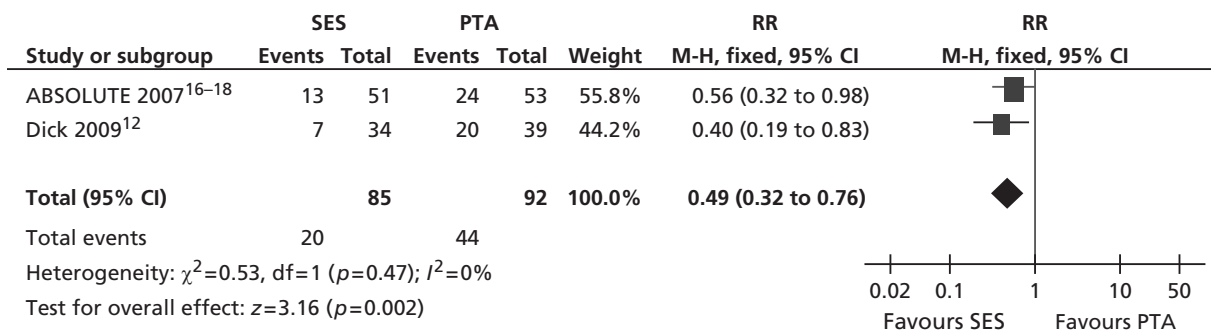 SES PTA RR RR
Study or subgroup Events Total Events Total Weight M-H, fixed, 95% CI M-H, fixed, 95% CI
ABSOLUTE 2007¹⁶⁻¹⁸ 13 51 24 53 55.8% 0.56 (0.32 to 0.98)
Dick 2009¹² 7 34 20 39 44.2% 0.40 (0.19 to 0.83)
Total (95% CI) 85 92 100.0% 0.49 (0.32 to 0.76)
Total events 20 44
Heterogeneity: χ²=0.53, df=1 (p=0.47); I²=0%
Test for overall effect: z=3.16 (p=0.002)
0.02 0.1 1 10 50
Favours SES Favours PTA